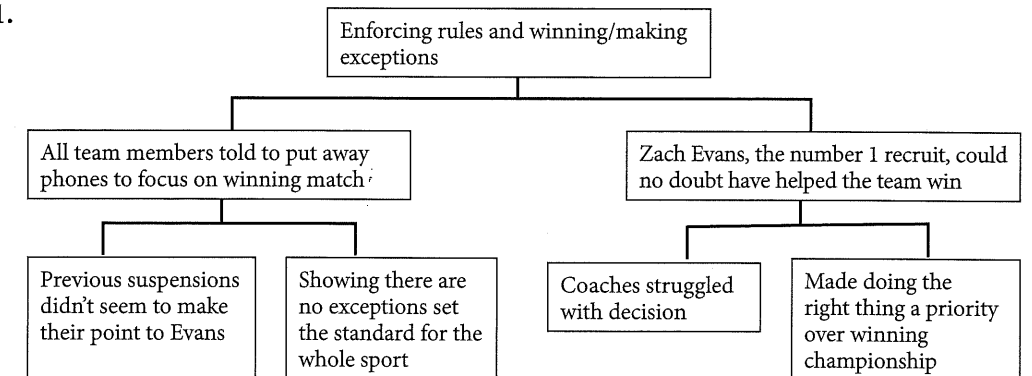 1.
Enforcing rules and winning/making
exceptions
All team members told to put away
phones to focus on winning match
Zach Evans, the number 1 recruit, could
no doubt have helped the team win
Previous suspensions
didn't seem to make
their point to Evans
Showing there are
no exceptions set
the standard for the
whole sport
Coaches struggled
with decision
Made doing the
right thing a priority
over winning
championship